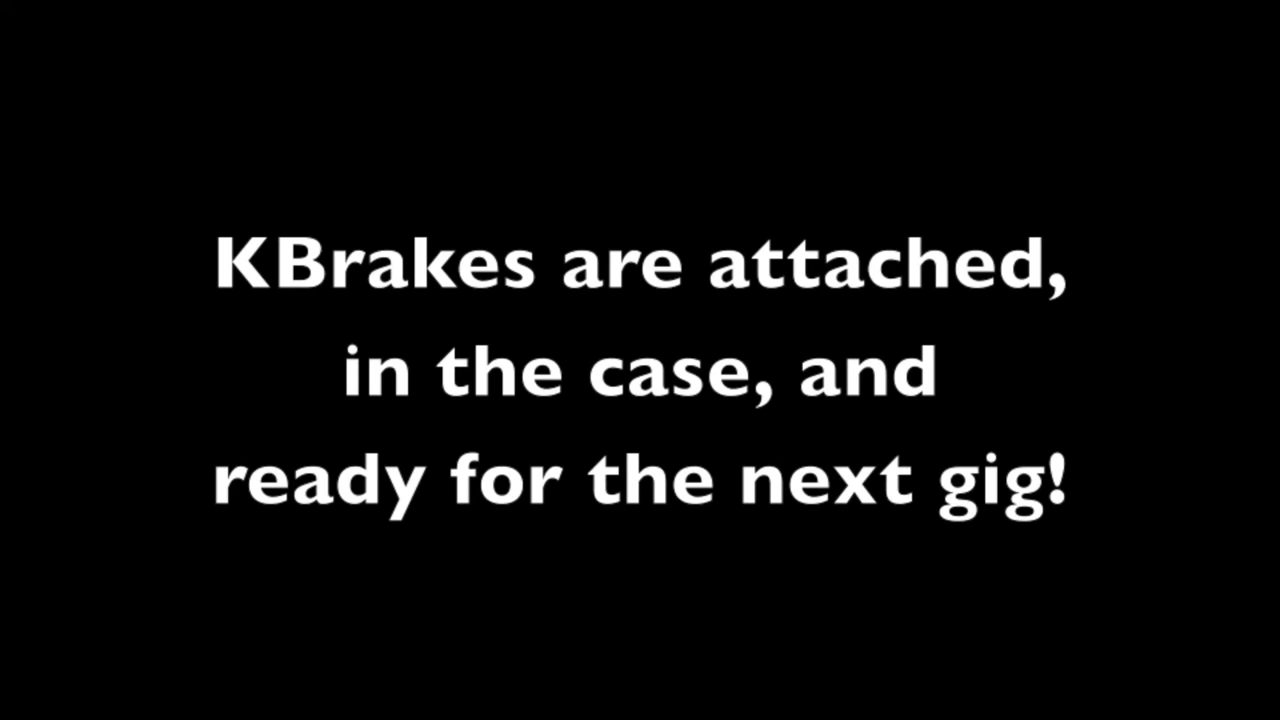 KBrakes are attached,
in the case, and
ready for the next gig!